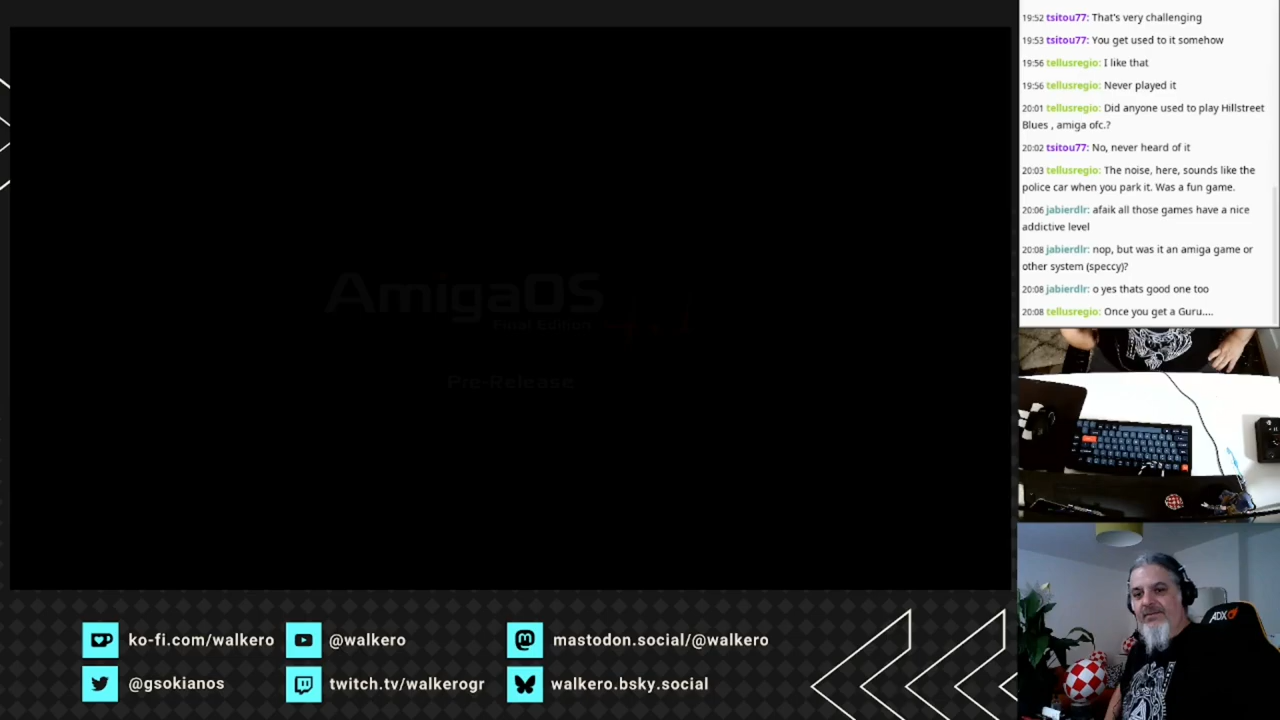 AmigaOS
Final Edition
Pre-Release
19:52 tsitou77: That's very challenging
19:53 tsitou77: You get used to it somehow
19:56 tellusregio: I like that
19:56 tellusregio: Never played it
20:01 tellusregio: Did anyone used to play Hillstreet
Blues , amiga ofc.?
20:02 tsitou77: No, never heard of it
20:03 tellusregio: The noise, here, sounds like the
police car when you park it. Was a fun game.
20:06 jabierdlr: afaik all those games have a nice
addictive level
20:08 jabierdlr: nop, but was it an amiga game or
other system (speccy)?
20:08 jabierdlr: o yes thats good one too
20:08 tellusregio: Once you get a Guru....
ADX
ko-fi.com/walkero
@walkero
mastodon.social/@walkero
@gsokianos
twitch.tv/walkerogr
walkero.bsky.social